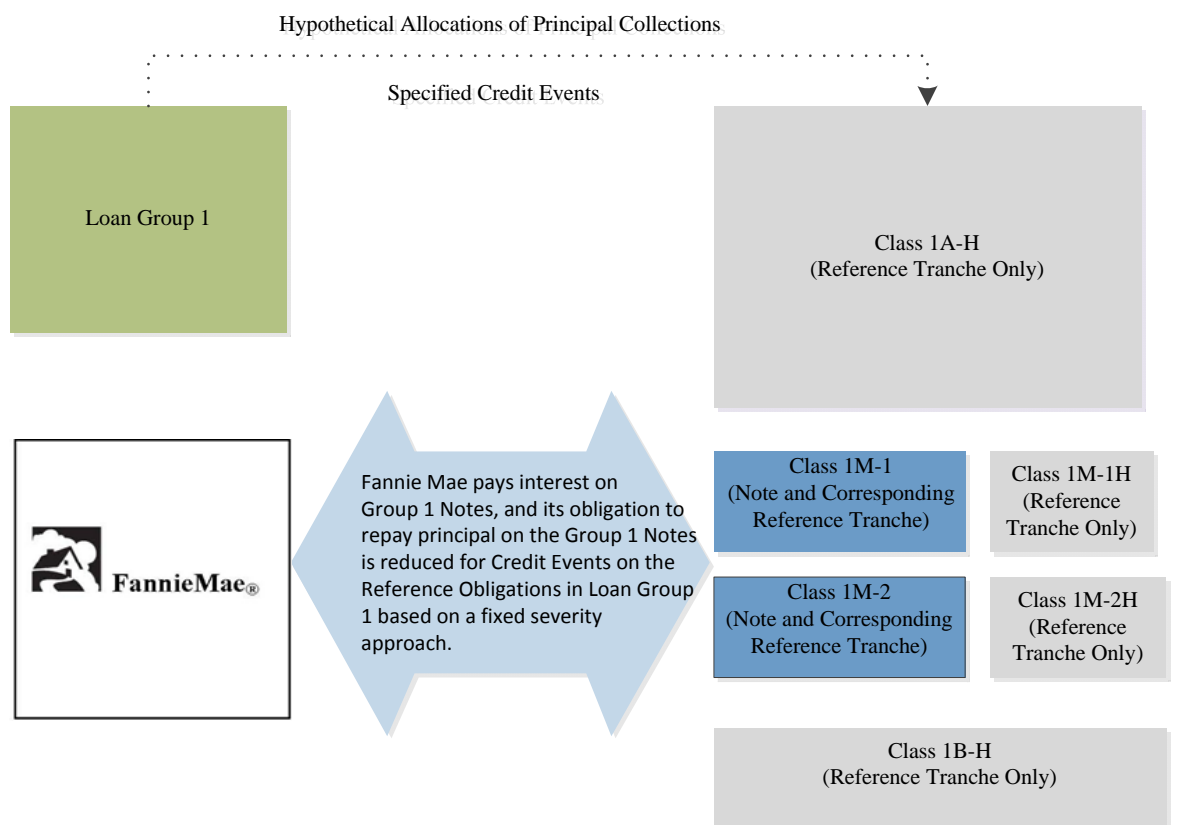 Hypothetical Allocations of Principal Collections
Specified Credit Events
Loan Group 1
Class 1A-H
(Reference Tranche Only)
FannieMae®
Fannie Mae pays interest on
Group 1 Notes, and its obligation to
repay principal on the Group 1 Notes
is reduced for Credit Events on the
Reference Obligations in Loan Group
1 based on a fixed severity
approach.
Class 1M-1
(Note and Corresponding
Reference Tranche)
Class 1M-1H
(Reference
Tranche Only)
Class 1M-2
(Note and Corresponding
Reference Tranche)
Class 1M-2H
(Reference
Tranche Only)
Class 1B-H
(Reference Tranche Only)